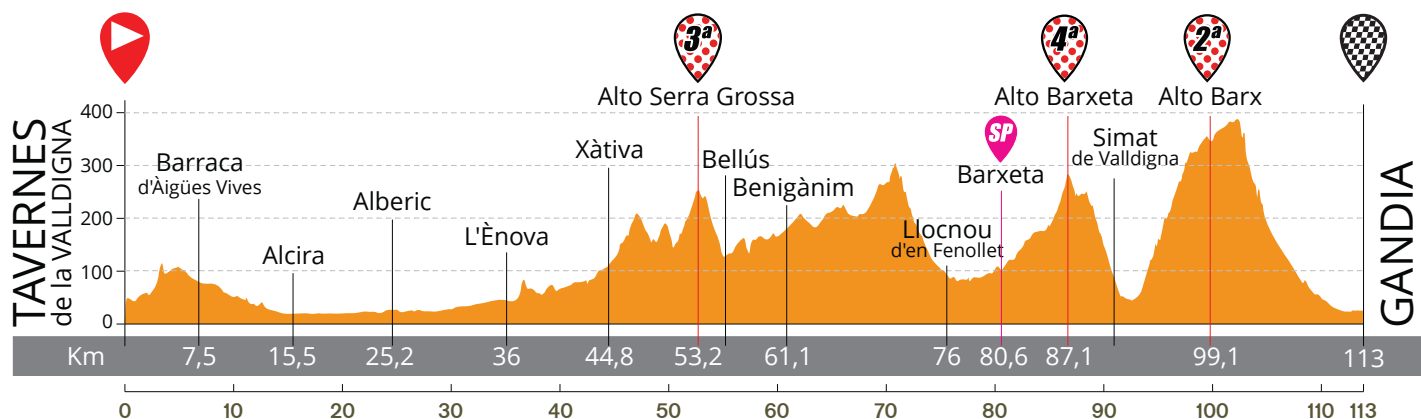 3ª
4ª
2ª
Alto Serra Grossa
Alto Barxeta
Alto Barx
SP
TAVERNES
de la VALLDIGNA
400
300
200
100
0
Barraca
d'Àigües Vives
Alcira
Alberic
L'Ènova
Xàtiva
Bellús
Benigànim
Llocnou
d'en Fenollet
Barxeta
Simat
de Valldigna
GANDIA
Km 7,5 15,5 25,2 36 44,8 53,2 61,1 76 80,6 87,1 99,1 113
0 10 20 30 40 50 60 70 80 90 100 110 113